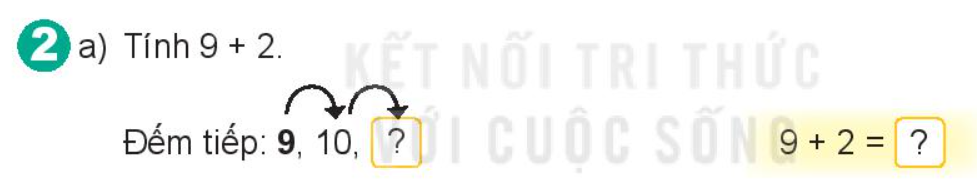 2 a) Tính 9 + 2.
KẾT NỐI TRI THỨC
Đếm tiếp: 9, 10, ?
VỚI CUỘC SỐNG
9 + 2 = ?